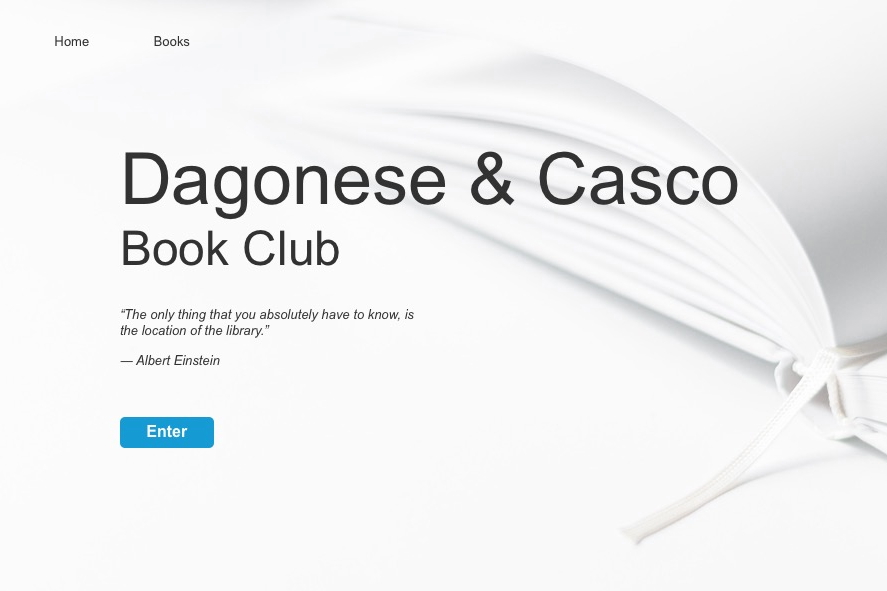 Home Books
Dagonese & Casco
Book Club
“The only thing that you absolutely have to know, is
the location of the library.”
— Albert Einstein
Enter